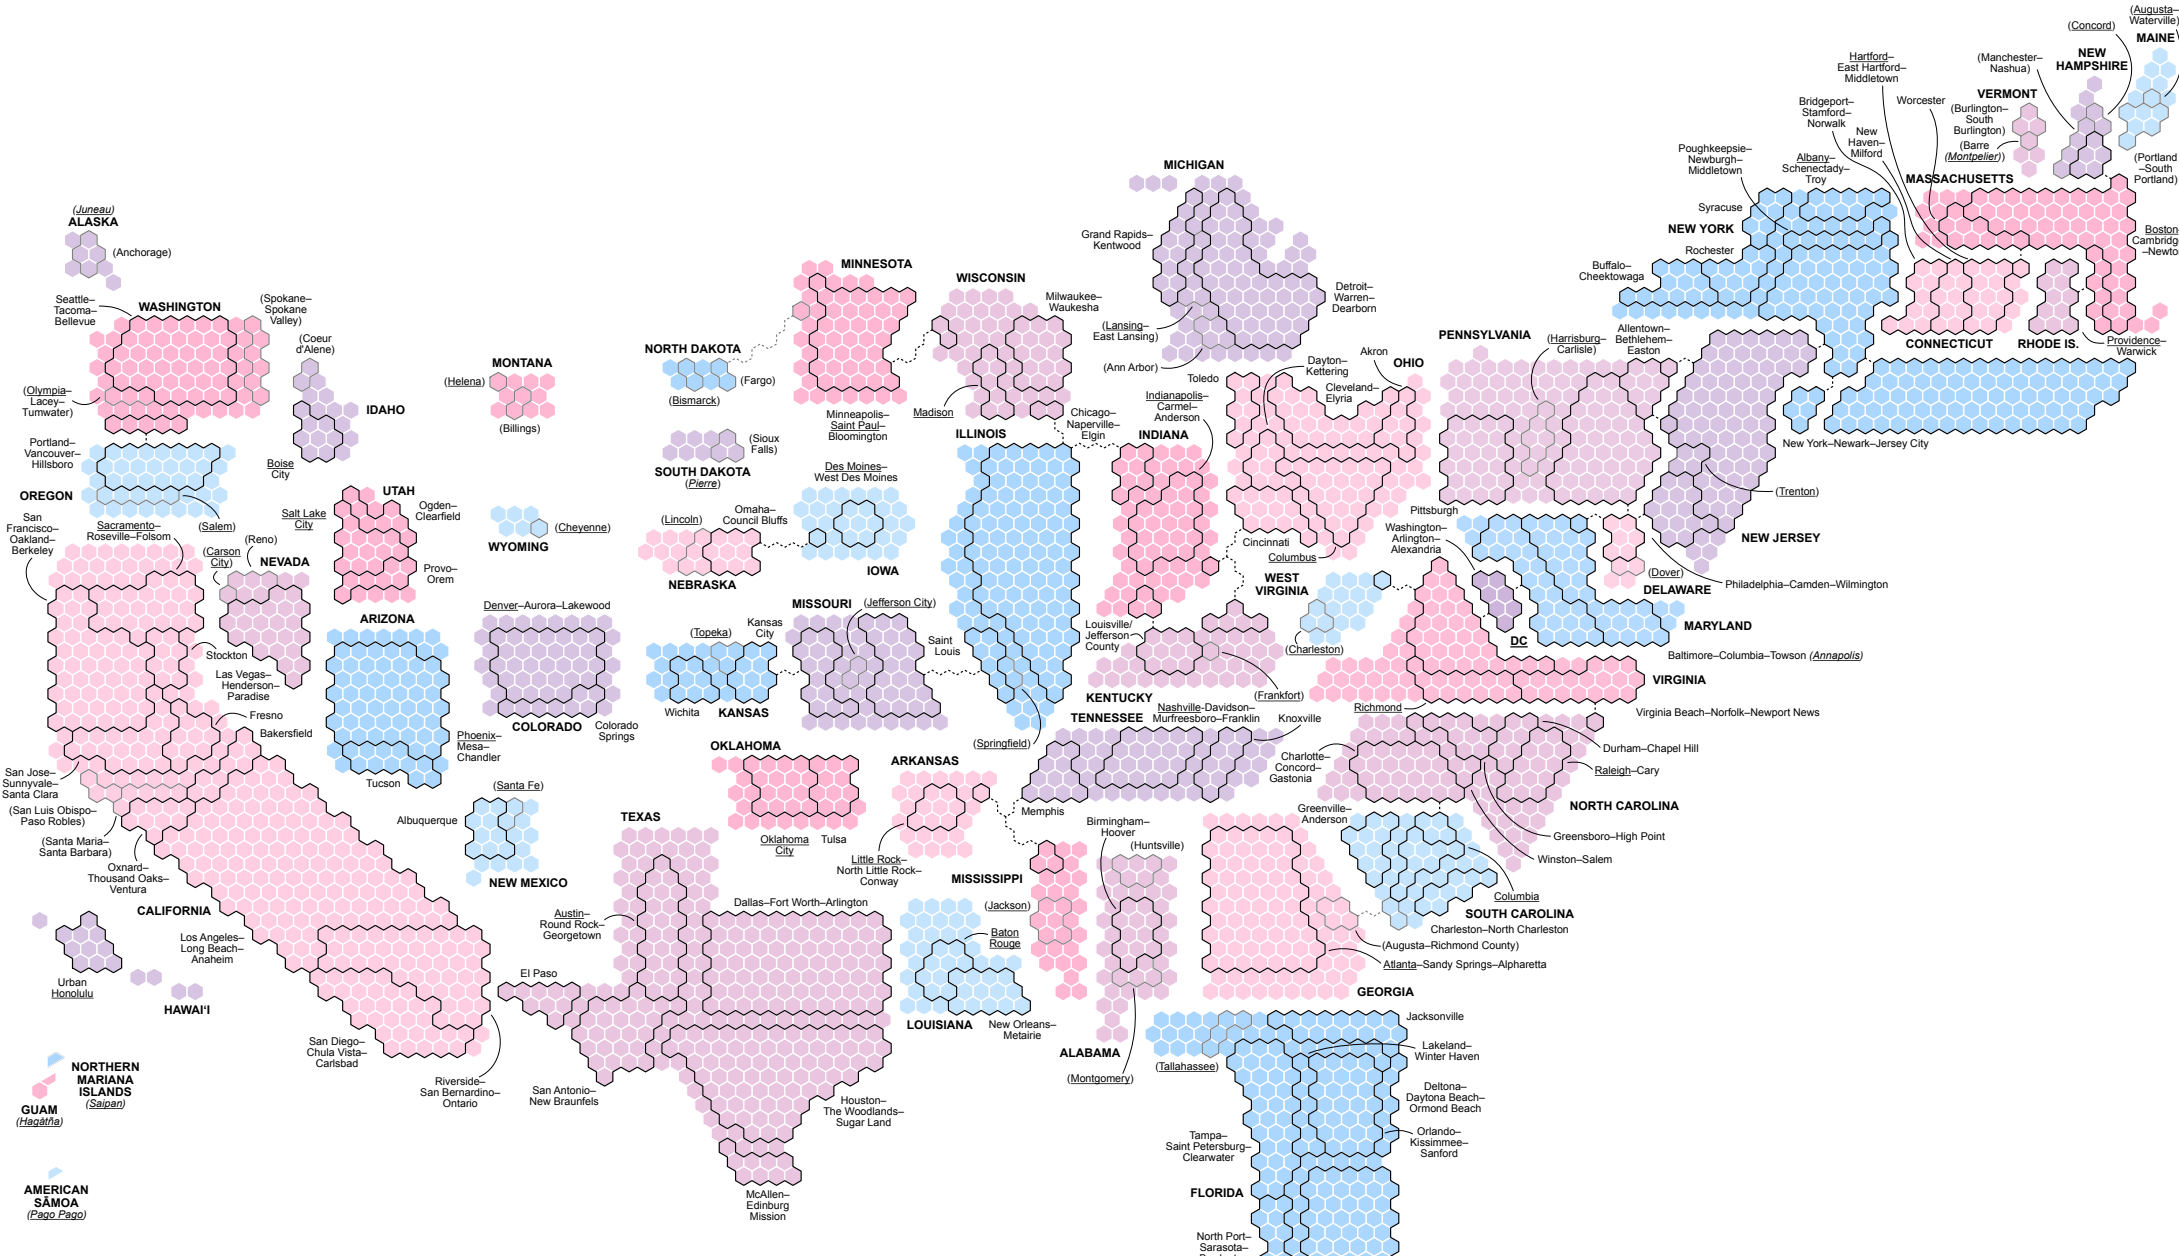 (Augusta–
Waterville)
MAINE
(Concord)
NEW
HAMPSHIRE
(Manchester–
Nashua)
(Portland
–South
Portland)
VERMONT
(Burlington–
South
Burlington)
(Barre
(Montpelier))
Hartford–
East Hartford–
Middletown
Worcester
Bridgeport–
Stamford–
Norwalk
New
Haven–
Milford
MASSACHUSETTS
Boston
Cambridge
–Newto
Poughkeepsie–
Newburgh–
Middletown
Albany–
Schenectady–
Troy
Syracuse
NEW YORK
Rochester
Buffalo–
Cheektowaga
CONNECTICUT
RHODE IS.
Providence–
Warwick
New York–Newark–Jersey City
MICHIGAN
Grand Rapids–
Kentwood
Detroit–
Warren–
Dearborn
(Lansing–
East Lansing)
(Ann Arbor)
(Juneau)
ALASKA
(Anchorage)
Seattle–
Tacoma–
Bellevue
WASHINGTON
(Spokane–
Spokane
Valley)
(Olympia–
Lacey–
Tumwater)
(Coeur
d'Alene)
IDAHO
Boise
City
Portland–
Vancouver–
Hillsboro
OREGON
(Salem)
MONTANA
(Helena)
(Billings)
NORTH DAKOTA
(Fargo)
(Bismarck)
MINNESOTA
Minneapolis–
Saint Paul–
Bloomington
WISCONSIN
Milwaukee–
Waukesha
Madison
(Sioux
Falls)
SOUTH DAKOTA
(Pierre)
Chicago–
Naperville–
Elgin
ILLINOIS
(Springfield)
Indianapolis–
Carmel–
Anderson
INDIANA
Toledo
Dayton–
Kettering
Akron
OHIO
Cleveland–
Elyria
Cincinnati
Columbus
PENNSYLVANIA
(Harrisburg–
Carlisle)
Allentown–
Bethlehem–
Easton
Pittsburgh
(Trenton)
NEW JERSEY
Philadelphia–Camden–Wilmington
(Dover)
DELAWARE
Washington–
Arlington–
Alexandria
DC
MARYLAND
Baltimore–Columbia–Towson (Annapolis)
WEST
VIRGINIA
(Charleston)
VIRGINIA
Richmond
Virginia Beach–Norfolk–Newport News
San
Francisco–
Oakland–
Berkeley
Sacramento–
Roseville–Folsom
(Carson
City)
(Reno)
NEVADA
Las Vegas–
Henderson–
Paradise
Stockton
Fresno
Bakersfield
San Jose–
Sunnyvale–
Santa Clara
(San Luis Obispo–
Paso Robles)
(Santa Maria–
Santa Barbara)
Oxnard–
Thousand Oaks–
Ventura
CALIFORNIA
Los Angeles–
Long Beach–
Anaheim
San Diego–
Chula Vista–
Carlsbad
Riverside–
San Bernardino–
Ontario
UTAH
Salt Lake
City
Ogden–
Clearfield
Provo–
Orem
ARIZONA
Phoenix–
Mesa–
Chandler
Tucson
WYOMING
(Cheyenne)
Denver–Aurora–Lakewood
COLORADO
Colorado
Springs
(Lincoln)
Omaha–
Council Bluffs
NEBRASKA
Des Moines–
West Des Moines
IOWA
(Topeka)
Kansas
City
Wichita
KANSAS
MISSOURI
(Jefferson City)
Saint
Louis
Louisville/
Jefferson
County
KENTUCKY
(Frankfort)
TENNESSEE
Nashville-Davidson–
Murfreesboro–Franklin
Knoxville
Memphis
Charlotte–
Concord–
Gastonia
Durham–Chapel Hill
Raleigh–Cary
NORTH CAROLINA
Greensboro–High Point
Winston–Salem
Greenville–
Anderson
Columbia
SOUTH CAROLINA
Charleston–North Charleston
(Augusta–Richmond County)
Atlanta–Sandy Springs–Alpharetta
GEORGIA
OKLAHOMA
Oklahoma
City
Tulsa
ARKANSAS
Little Rock–
North Little Rock–
Conway
(Santa Fe)
Albuquerque
NEW MEXICO
TEXAS
Austin–
Round Rock–
Georgetown
Dallas–Fort Worth–Arlington
El Paso
San Antonio–
New Braunfels
Houston–
The Woodlands–
Sugar Land
McAllen–
Edinburg
Mission
MISSISSIPPI
(Jackson)
Baton
Rouge
LOUISIANA
New Orleans–
Metairie
Birmingham–
Hoover
(Huntsville)
ALABAMA
(Montgomery)
(Tallahassee)
Jacksonville
Lakeland–
Winter Haven
Deltona–
Daytona Beach–
Ormond Beach
Orlando–
Kissimmee–
Sanford
Tampa–
Saint Petersburg–
Clearwater
FLORIDA
North Port–
Sarasota–
Urban
Honolulu
HAWAIʻI
NORTHERN
MARIANA
ISLANDS
(Saipan)
GUAM
(Hagåtña)
AMERICAN
SĀMOA
(Pago Pago)